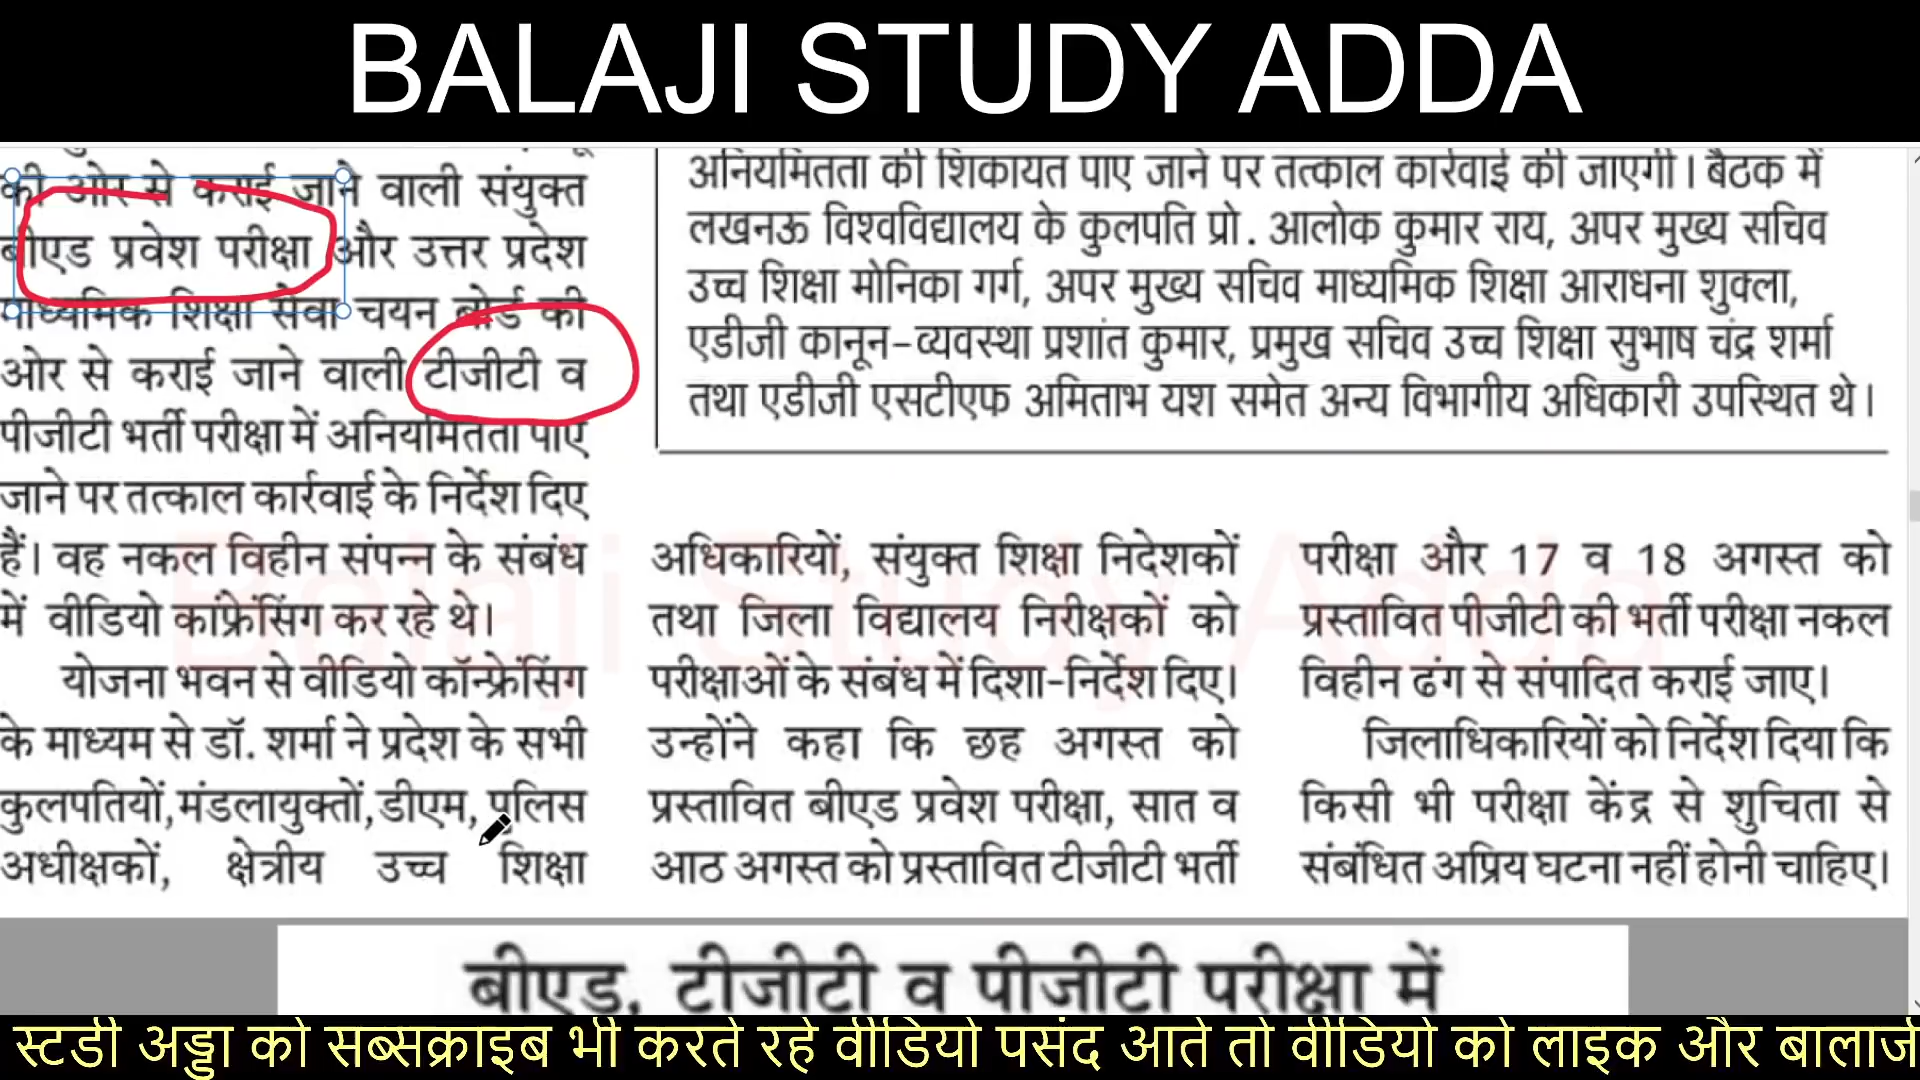 BALAJI STUDY ADDA
की ओर से कराई जाने वाली संयुक्त
बीएड प्रवेश परीक्षा और उत्तर प्रदेश
माध्यमिक शिक्षा सेवा चयन बोर्ड की
ओर से कराई जाने वाली टीजीटी व
पीजीटी भर्ती परीक्षा में अनियमितता पाए
जाने पर तत्काल कार्रवाई के निर्देश दिए
हैं। वह नकल विहीन संपन्न के संबंध
में वीडियो कांफ्रेंसिंग कर रहे थे।
योजना भवन से वीडियो कॉन्फ्रेंसिंग
के माध्यम से डॉ. शर्मा ने प्रदेश के सभी
कुलपतियों, मंडलायुक्तों, डीएम, पुलिस
अधीक्षकों, क्षेत्रीय उच्च शिक्षा
अनियमितता की शिकायत पाए जाने पर तत्काल कार्रवाई की जाएगी। बैठक में
लखनऊ विश्वविद्यालय के कुलपति प्रो. आलोक कुमार राय, अपर मुख्य सचिव
उच्च शिक्षा मोनिका गर्ग, अपर मुख्य सचिव माध्यमिक शिक्षा आराधना शुक्ला,
एडीजी कानून-व्यवस्था प्रशांत कुमार, प्रमुख सचिव उच्च शिक्षा सुभाष चंद्र शर्मा
तथा एडीजी एसटीएफ अमिताभ यश समेत अन्य विभागीय अधिकारी उपस्थित थे।
अधिकारियों, संयुक्त शिक्षा निदेशकों
तथा जिला विद्यालय निरीक्षकों को
परीक्षाओं के संबंध में दिशा-निर्देश दिए।
उन्होंने कहा कि छह अगस्त को
प्रस्तावित बीएड प्रवेश परीक्षा, सात व
आठ अगस्त को प्रस्तावित टीजीटी भर्ती
परीक्षा और 17 व 18 अगस्त को
प्रस्तावित पीजीटी की भर्ती परीक्षा नकल
विहीन ढंग से संपादित कराई जाए।
जिलाधिकारियों को निर्देश दिया कि
किसी भी परीक्षा केंद्र से शुचिता से
संबंधित अप्रिय घटना नहीं होनी चाहिए।
Balaji Study Adda
बीएड, टीजीटी व पीजीटी परीक्षा में
स्टडी अड्डा को सब्सक्राइब भी करते रहे वीडियो पसंद आते तो वीडियो को लाइक और बालाज